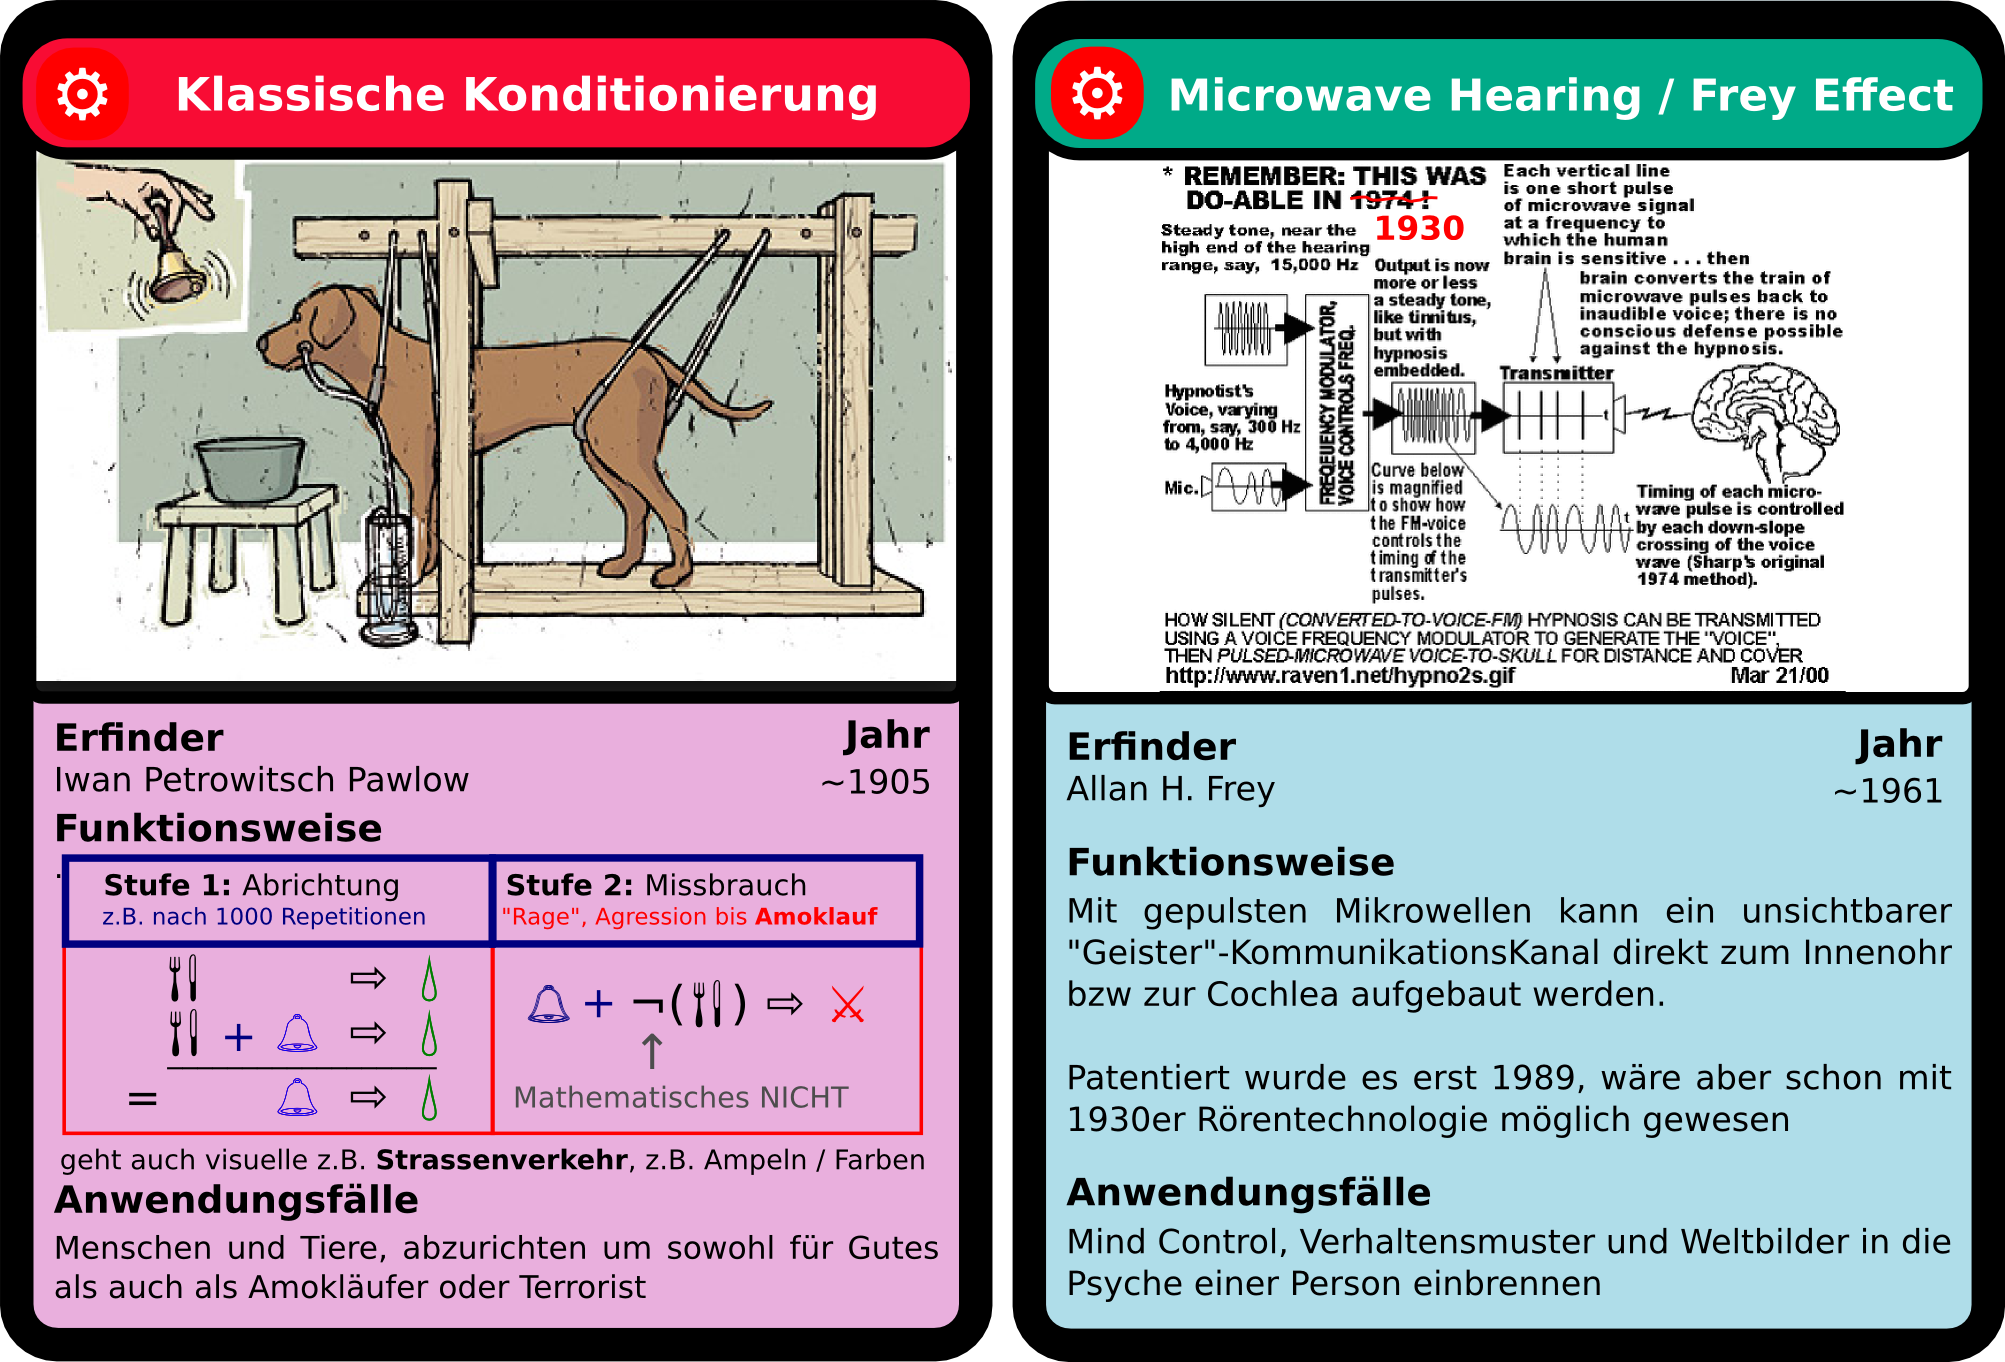 Klassische Konditionierung
Erfinder
Jahr
Iwan Petrowitsch Pawlow
~1905
Funktionsweise
Stufe 1: Abrichtung
z.B. nach 1000 Repetitionen
Stufe 2: Missbrauch
"Rage", Agression bis Amoklauf
+
=
+ ¬( )
Mathematisches NICHT
geht auch visuelle z.B. Strassenverkehr, z.B. Ampeln / Farben
Anwendungsfälle
Menschen und Tiere, abzurichten um sowohl für Gutes
als auch als Amokläufer oder Terrorist
Microwave Hearing / Frey Effect
* REMEMBER: THIS WAS
DO-ABLE IN 1974 !
1930
Steady tone, near the
high end of the hearing
range, say, 15,000 Hz
Each vertical line
is one short pulse
of microwave signal
at a frequency to
which the human
brain is sensitive . . . then
brain converts the train of
microwave pulses back to
inaudible voice; there is no
conscious defense possible
against the hypnosis.
Output is now
more or less
a steady tone,
like tinnitus,
but with
hypnosis
embedded.
FREQEUENCY MODULATOR,
VOICE CONTROLS FREQ.
Transmitter
t
Hypnotist's
Voice, varying
from, say, 300 Hz
to 4,000 Hz
Mic.
Curve below
is magnified
to show how
the FM-voice
controls the
timing of the
transmitter's
pulses.
t
Timing of each micro-
wave pulse is controlled
by each down-slope
crossing of the voice
wave (Sharp's original
1974 method).
HOW SILENT (CONVERTED-TO-VOICE-FM) HYPNOSIS CAN BE TRANSMITTED
USING A VOICE FREQUENCY MODULATOR TO GENERATE THE "VOICE",
THEN PULSED-MICROWAVE VOICE-TO-SKULL FOR DISTANCE AND COVER
http://www.raven1.net/hypno2s.gif Mar 21/00
Erfinder
Jahr
Allan H. Frey
~1961
Funktionsweise
Mit gepulsten Mikrowellen kann ein unsichtbarer
"Geister"-KommunikationsKanal direkt zum Innenohr
bzw zur Cochlea aufgebaut werden.
Patentiert wurde es erst 1989, wäre aber schon mit
1930er Rörentechnologie möglich gewesen
Anwendungsfälle
Mind Control, Verhaltensmuster und Weltbilder in die
Psyche einer Person einbrennen